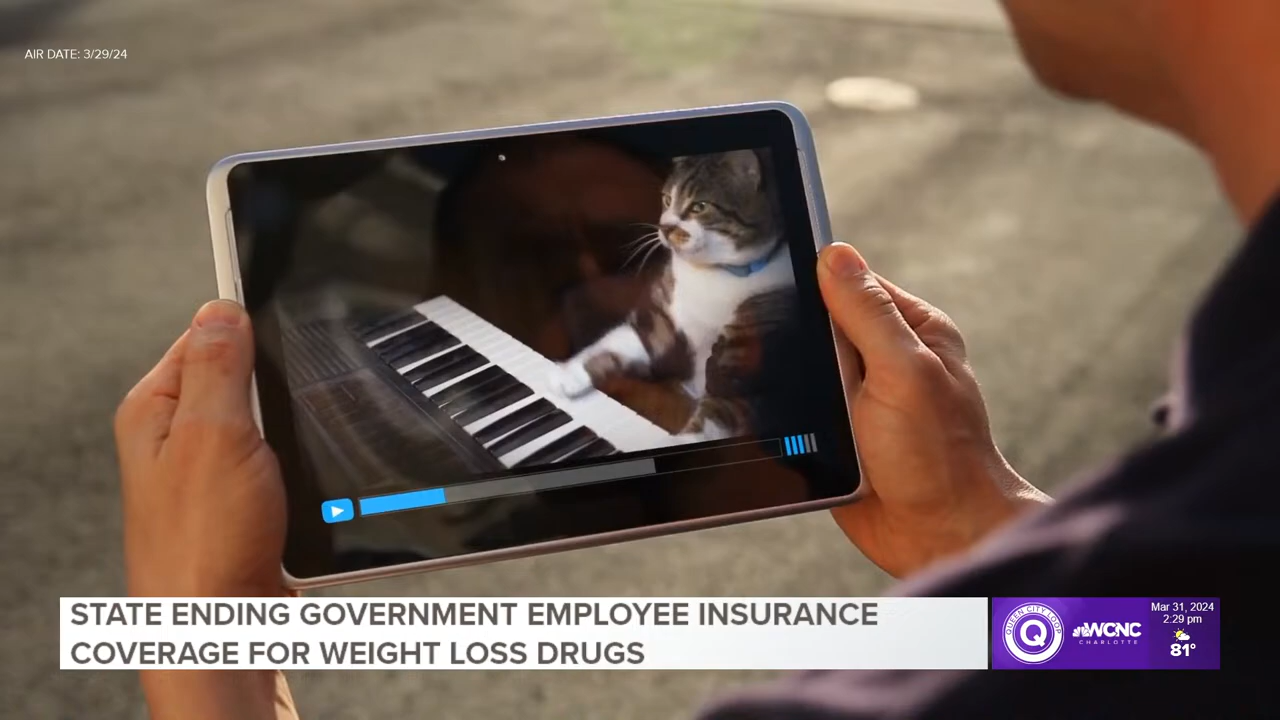 AIR DATE: 3/29/24
STATE ENDING GOVERNMENT EMPLOYEE INSURANCE
COVERAGE FOR WEIGHT LOSS DRUGS
QUEEN CITY LOOP
Q
WCNC
CHARLOTTE
Mar 31, 2024
2:29 pm
81°